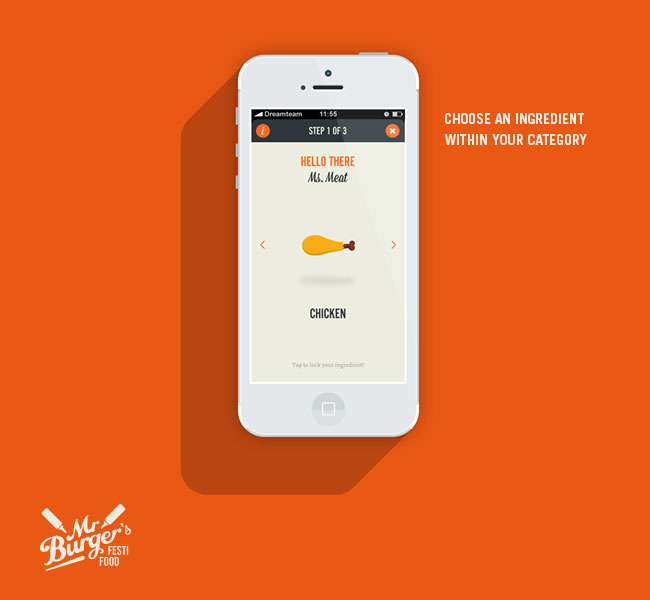 Dreamteam
11:55
i
STEP 1 OF 3
HELLO THERE
Ms. Meat
CHICKEN
Tap to lock your ingredient!
CHOOSE AN INGREDIENT
WITHIN YOUR CATEGORY
Mr
Burger's
FESTI
FOOD